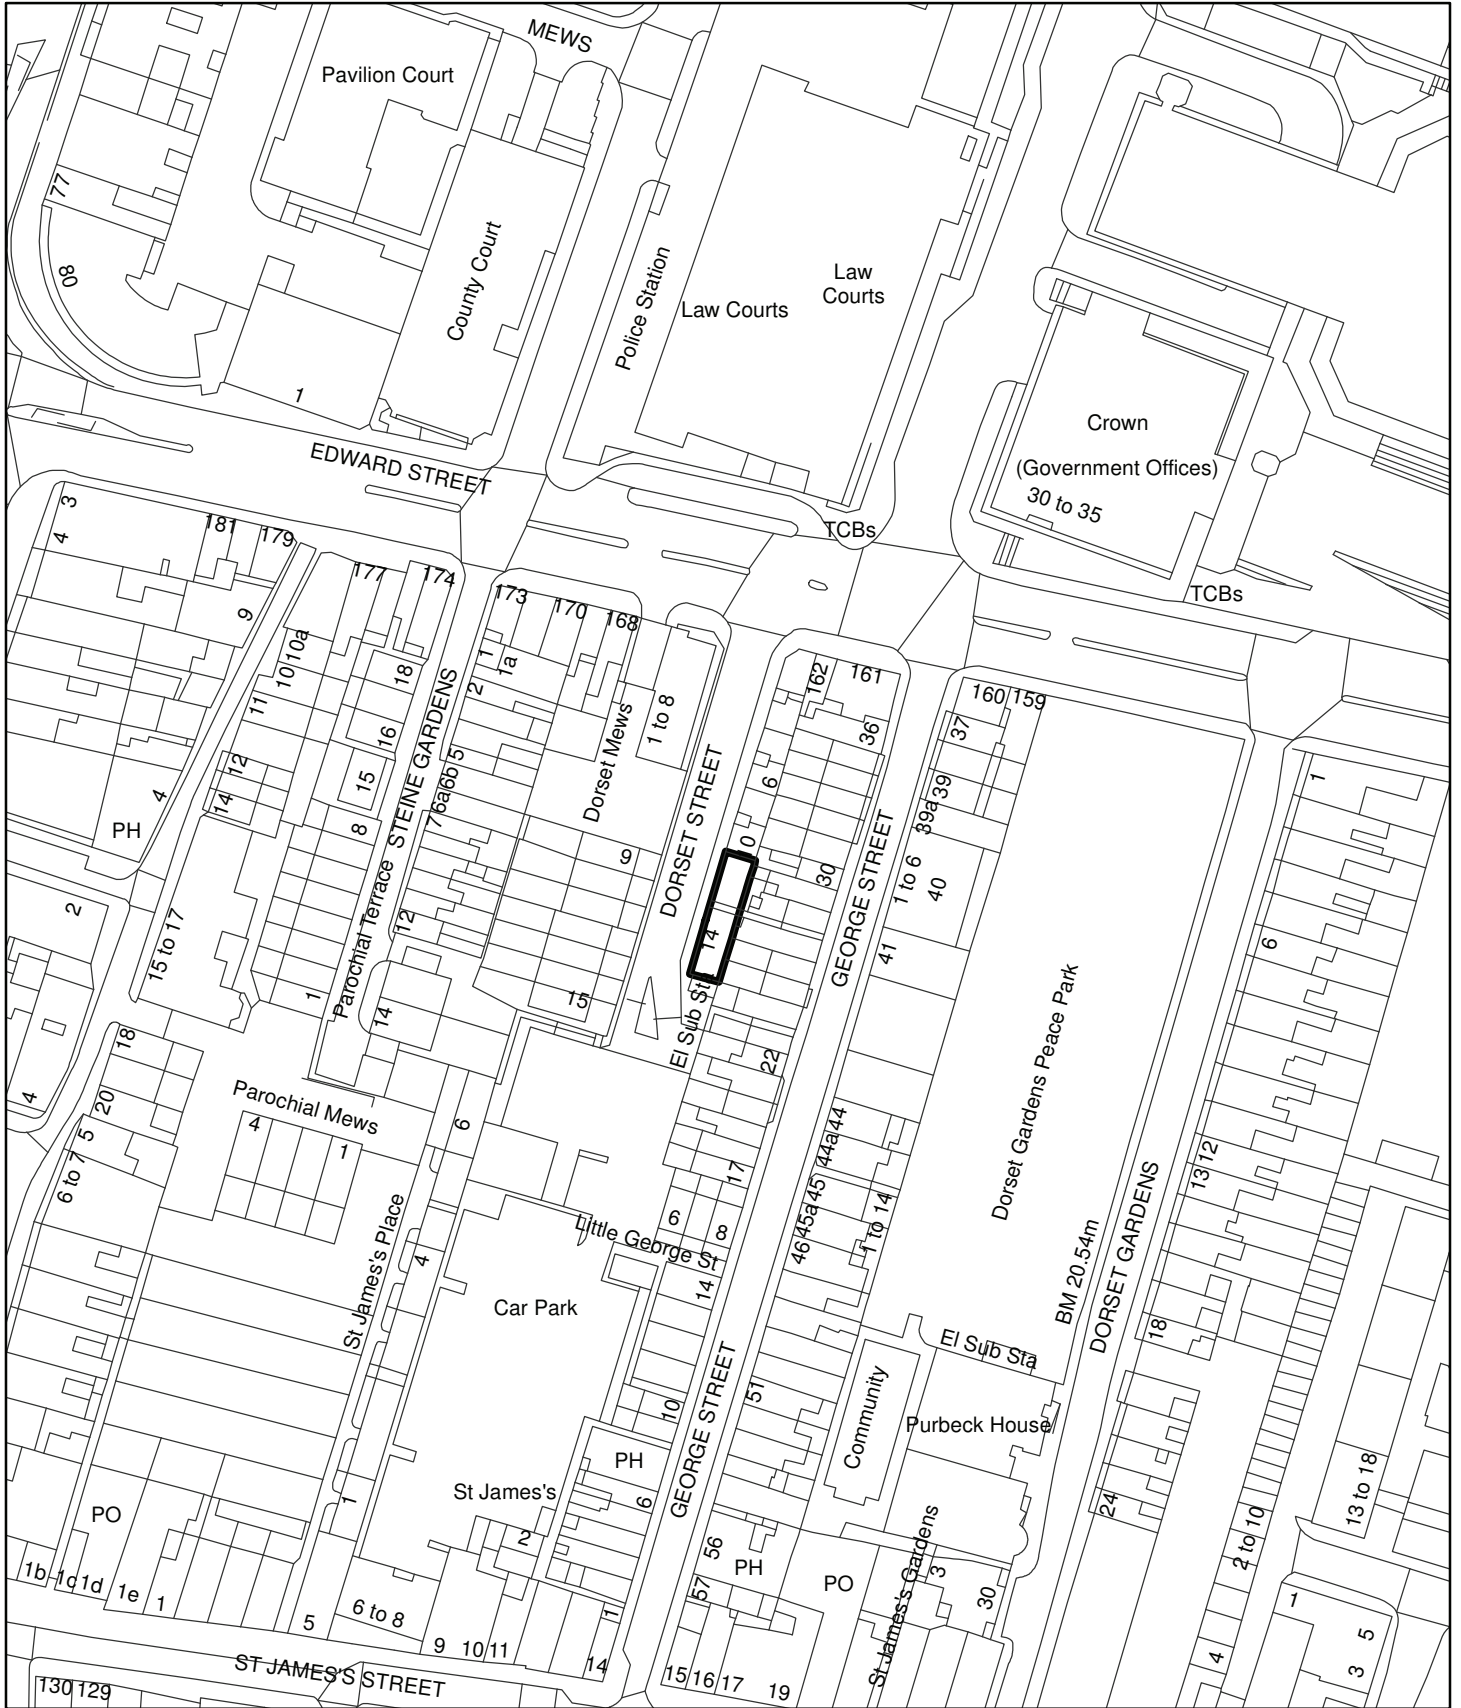 MEWS
Pavilion Court
77
80
County Court
Police Station
Law Courts
Law
Courts
1
EDWARD STREET
Crown
(Government Offices)
30 to 35
TCBs
TCBs
3
4
181
179
9
177
174
173
170
168
162
161
160
159
10a
10
11
12
14
4
PH
18
16
15
8
STEINE GARDENS
Parochial Terrace
1
1a
2
5
6b
6a
7
12
Dorset Mews
1 to 8
9
15
DORSET STREET
6
0
14
El Sub Sta
36
30
22
17
GEORGE STREET
37
39
39a
1 to 6
40
41
44
44a
45
45a
46
1 to 14
Dorset Gardens Peace Park
BM 20.54m
DORSET GARDENS
1
6
12
13
18
24
2
4
15 to 17
18
20
5
6 to 7
1
14
Parochial Mews
4
1
6
St James's Place
4
1
Car Park
Little George St
6
8
14
10
PH
6
GEORGE STREET
51
56
57
PH
PO
Community
El Sub Sta
Purbeck House
St James's Gardens
3
30
St James's
2
PO
1b
1c
1d
1e
1
5
6 to 8
9
10
11
14
1
15
16
17
19
ST JAMES'S STREET
130
129
13 to 18
2 to 10
4
1
5
3